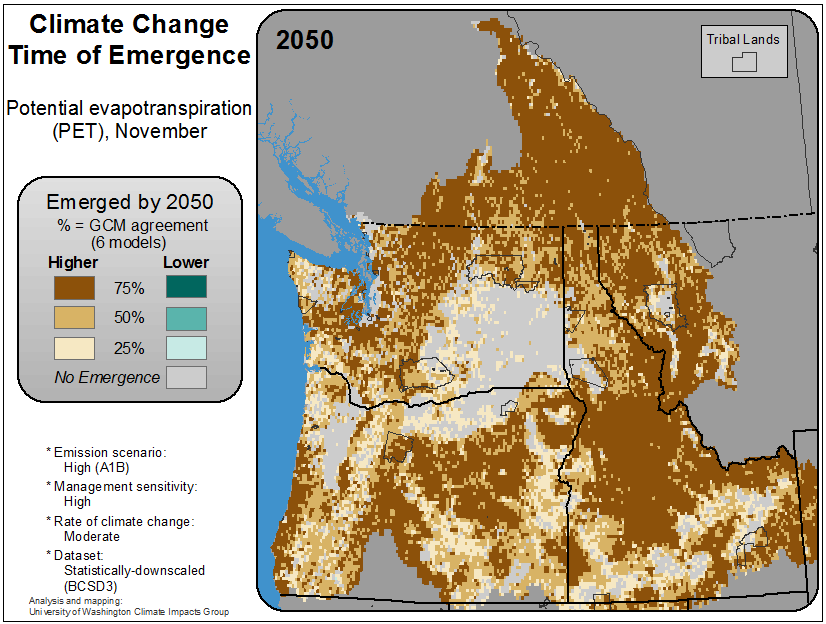 Climate Change
Time of Emergence
Potential evapotranspiration
(PET), November
Emerged by 2050
% = GCM agreement
(6 models)
Higher Lower
75%
50%
25%
No Emergence
* Emission scenario:
High (A1B)
* Management sensitivity:
High
* Rate of climate change:
Moderate
* Dataset:
Statistically-downscaled
(BCSD3)
Analysis and mapping:
University of Washington Climate Impacts Group
2050
Tribal Lands